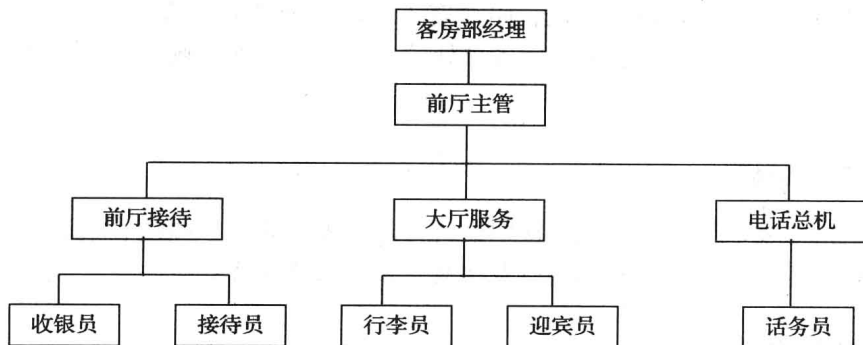 客房部经理
前厅主管
前厅接待
大厅服务
电话总机
收银员
接待员
行李员
迎宾员
话务员